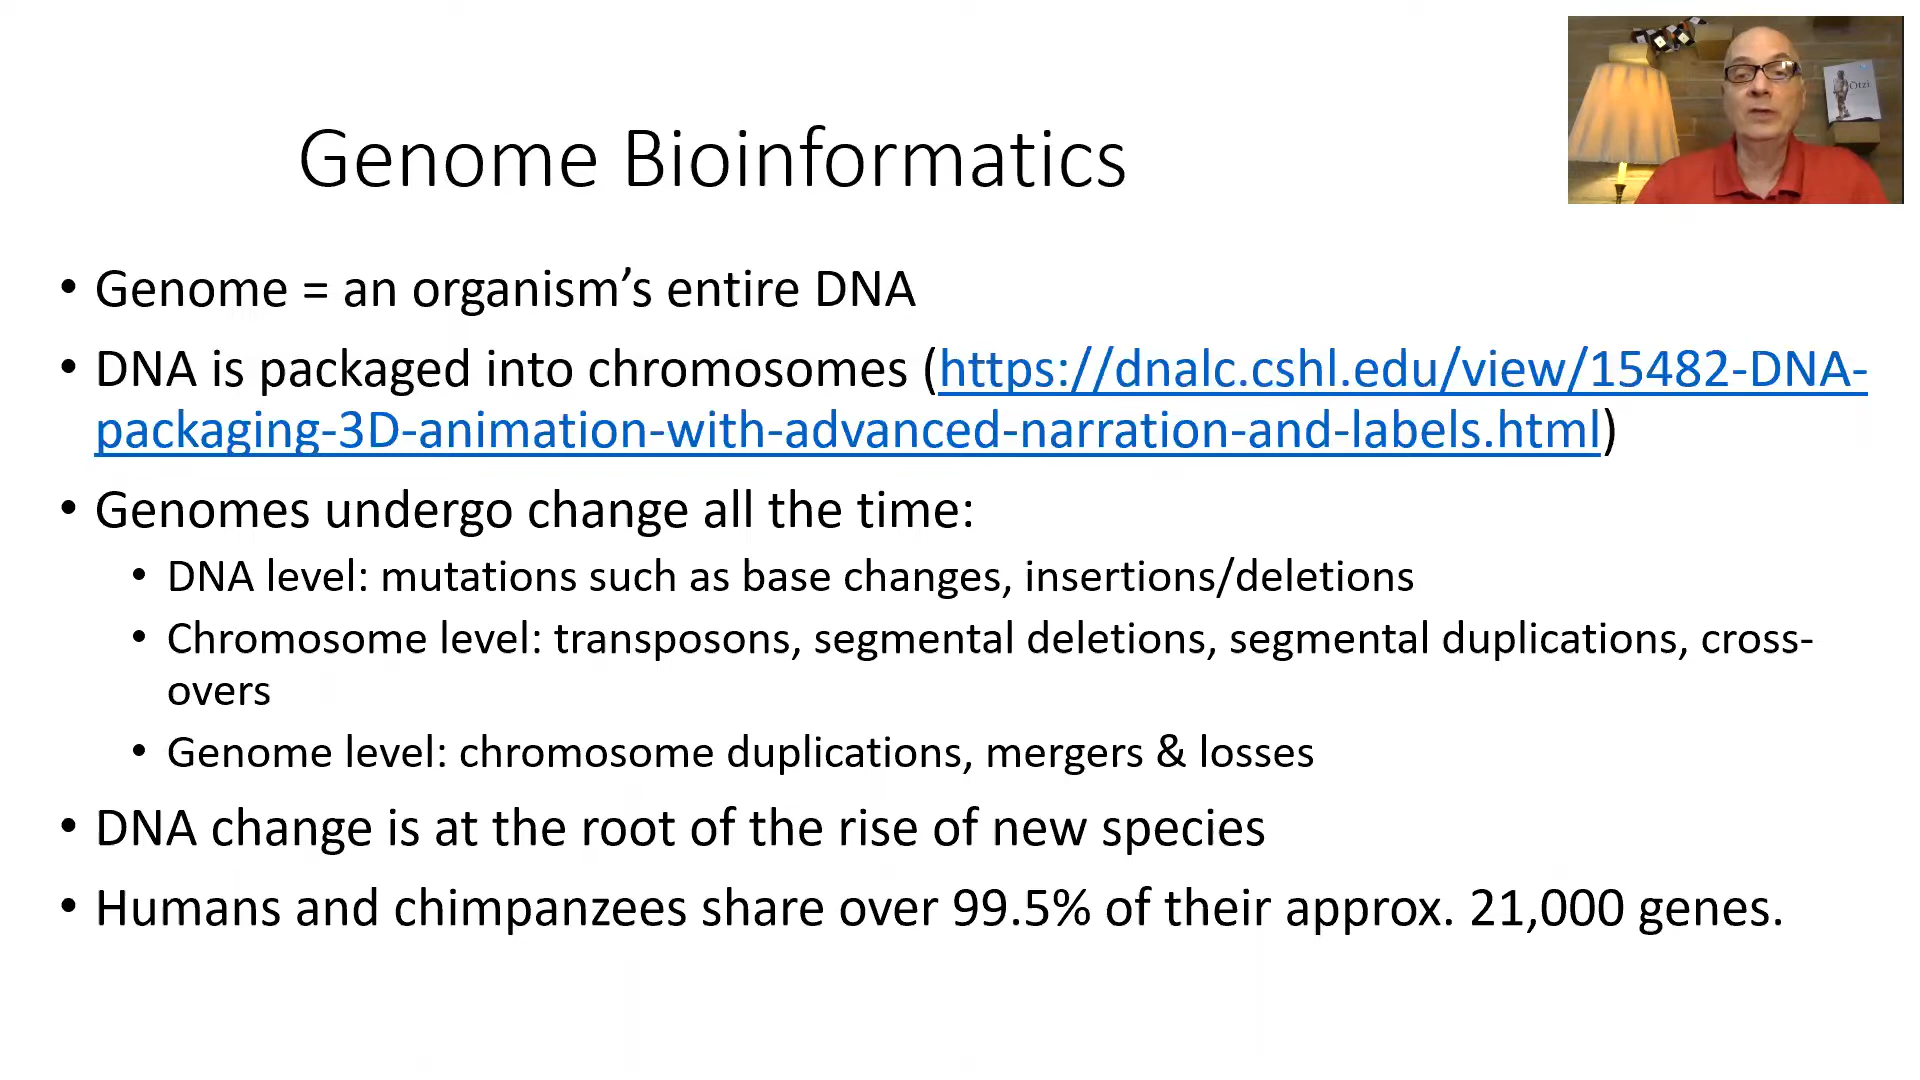 Genome Bioinformatics
Ötzi
• Genome = an organism’s entire DNA
• DNA is packaged into chromosomes (https://dnalc.cshl.edu/view/15482-DNA-
packaging-3D-animation-with-advanced-narration-and-labels.html)
• Genomes undergo change all the time:
• DNA level: mutations such as base changes, insertions/deletions
• Chromosome level: transposons, segmental deletions, segmental duplications, cross-
overs
• Genome level: chromosome duplications, mergers & losses
• DNA change is at the root of the rise of new species
• Humans and chimpanzees share over 99.5% of their approx. 21,000 genes.